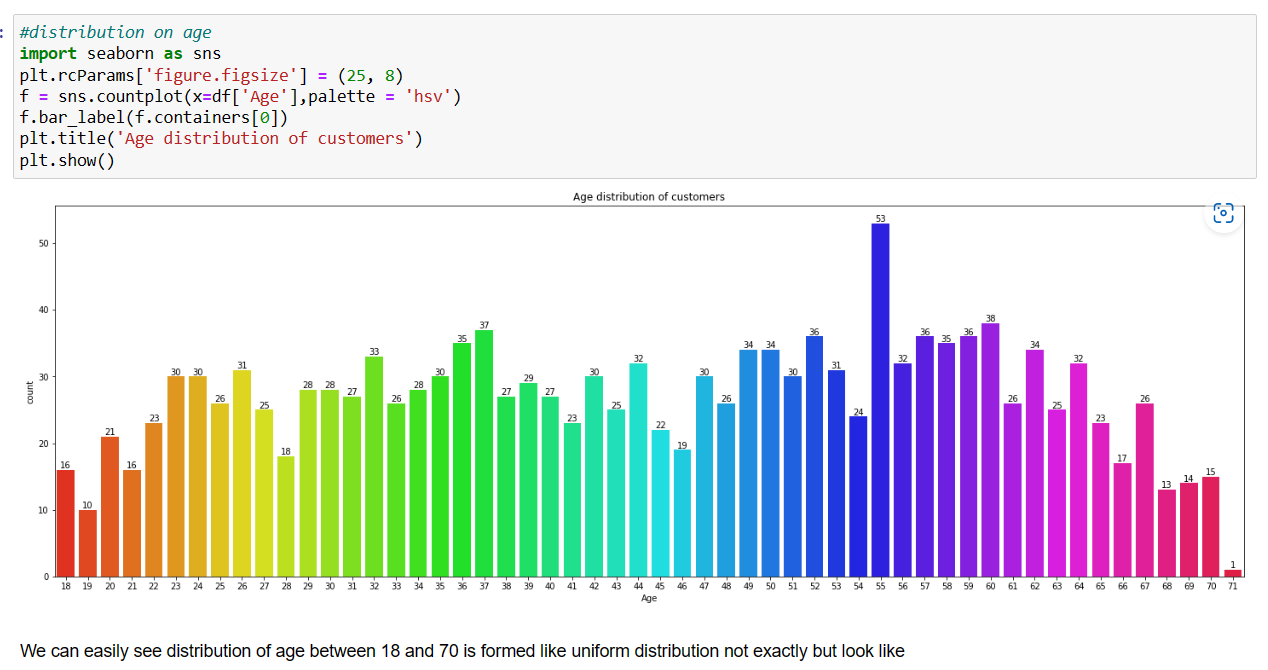 :
#distribution on age
import seaborn as sns
plt.rcParams['figure.figsize'] = (25, 8)
f = sns.countplot(x=df['Age'],palette = 'hsv')
f.bar_label(f.containers[0])
plt.title('Age distribution of customers')
plt.show()
Age distribution of customers
count
50
40
30
20
10
0
16 10 21 16 23 30 30 26 31 25 18 28 28 27 33 26 28 30 35 37 27 29 27 23 30 25 32 22 19 30 26 34 34 30 36 31 24 53 32 36 35 36 38 26 34 25 32 23 17 26 13 14 15 1
18 19 20 21 22 23 24 25 26 27 28 29 30 31 32 33 34 35 36 37 38 39 40 41 42 43 44 45 46 47 48 49 50 51 52 53 54 55 56 57 58 59 60 61 62 63 64 65 66 67 68 69 70 71
Age
We can easily see distribution of age between 18 and 70 is formed like uniform distribution not exactly but look like